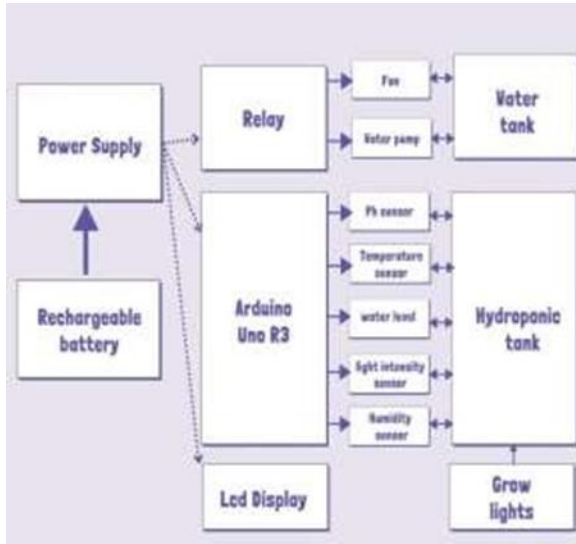 Fan
Relay
Water
tank
Power Supply
Water pump
Ph sensor
Temperature
sensor
Rechargeable
battery
Arduino
Uno R3
water level
Hydroponic
tank
light intensity
sensor
Humidity
sensor
Lcd Display
Grow
lights